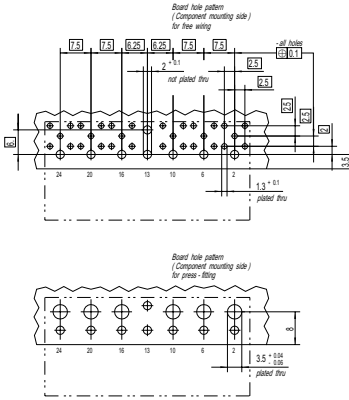 Board hole pattern
( Component mounting side )
for free wiring
- all holes
7.5 7.5 6.25 6.25 7.5 7.5
⌖ 0.1
2 + 0.1
not plated thru
2.5
2.5
2.5
2.5
2
3.5
6
24 20 16 13 10 6 2
1.3 + 0.1
plated thru
Board hole pattern
( Component mounting side )
for press - fitting
8
24 20 16 13 10 6 2
3.5 + 0.04
- 0.06
plated thru